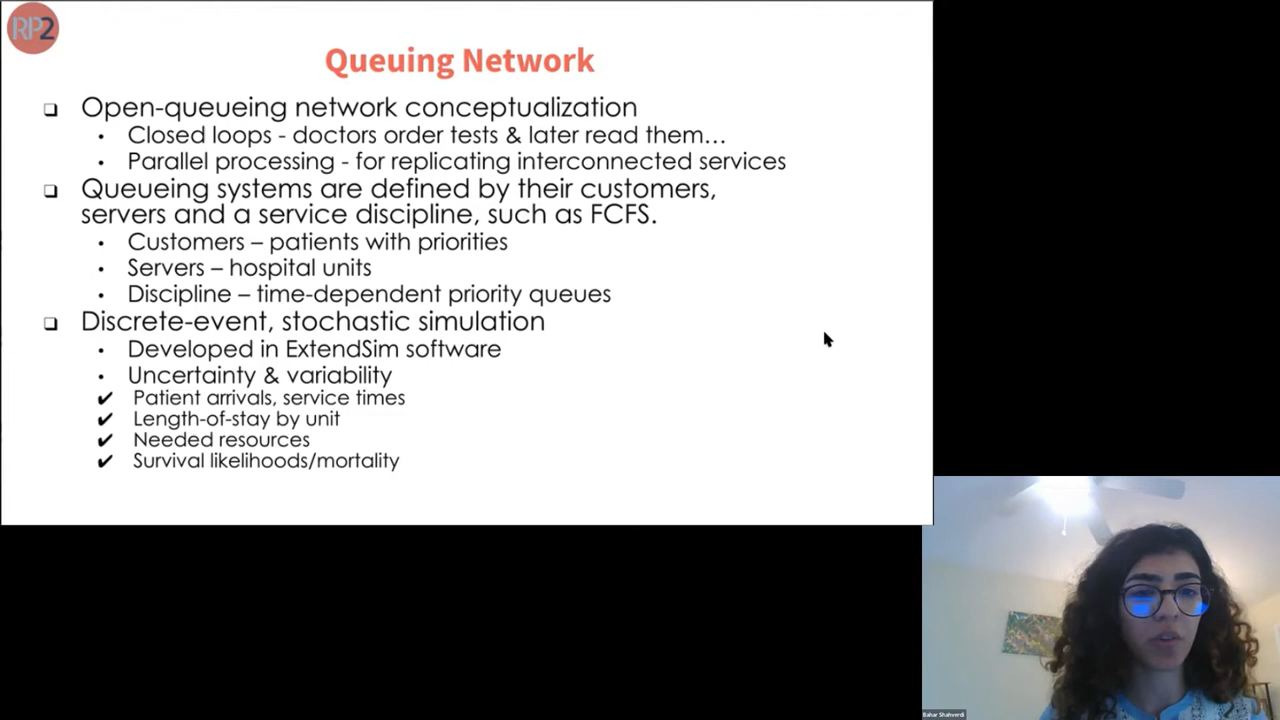 RP2
Queuing Network
Open-queueing network conceptualization
Closed loops - doctors order tests & later read them...
Parallel processing - for replicating interconnected services
Queueing systems are defined by their customers,
servers and a service discipline, such as FCFS.
Customers – patients with priorities
Servers – hospital units
Discipline – time-dependent priority queues
Discrete-event, stochastic simulation
Developed in ExtendSim software
Uncertainty & variability
Patient arrivals, service times
Length-of-stay by unit
Needed resources
Survival likelihoods/mortality
Bahar Shahverdi